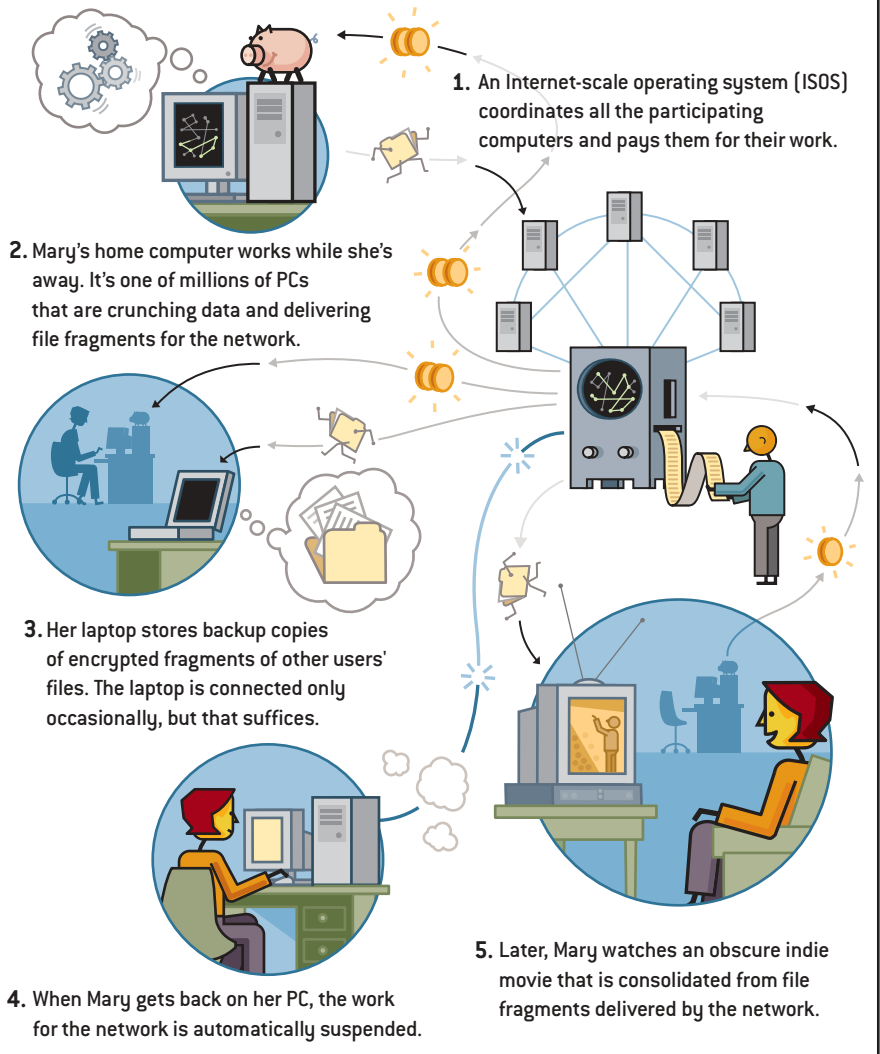 1. An Internet-scale operating system (ISOS)
coordinates all the participating
computers and pays them for their work.
2. Mary’s home computer works while she’s
away. It’s one of millions of PCs
that are crunching data and delivering
file fragments for the network.
3. Her laptop stores backup copies
of encrypted fragments of other users'
files. The laptop is connected only
occasionally, but that suffices.
4. When Mary gets back on her PC, the work
for the network is automatically suspended.
5. Later, Mary watches an obscure indie
movie that is consolidated from file
fragments delivered by the network.